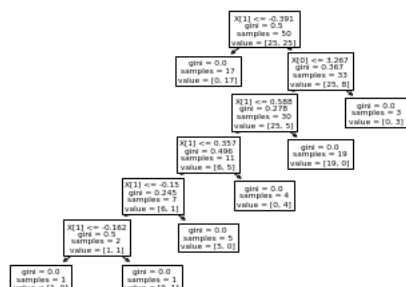 X[1] <= -0.391
gini = 0.5
samples = 50
value = [25, 25]
gini = 0.0
samples = 17
value = [0, 17]
X[0] <= 3.267
gini = 0.367
samples = 33
value = [25, 8]
X[1] <= 0.588
gini = 0.278
samples = 30
value = [25, 5]
gini = 0.0
samples = 3
value = [0, 3]
X[1] <= 0.357
gini = 0.496
samples = 11
value = [6, 5]
gini = 0.0
samples = 19
value = [19, 0]
X[1] <= -0.15
gini = 0.245
samples = 7
value = [6, 1]
gini = 0.0
samples = 4
value = [0, 4]
X[1] <= -0.162
gini = 0.5
samples = 2
value = [1, 1]
gini = 0.0
samples = 5
value = [5, 0]
gini = 0.0
samples = 1
gini = 0.0
samples = 1